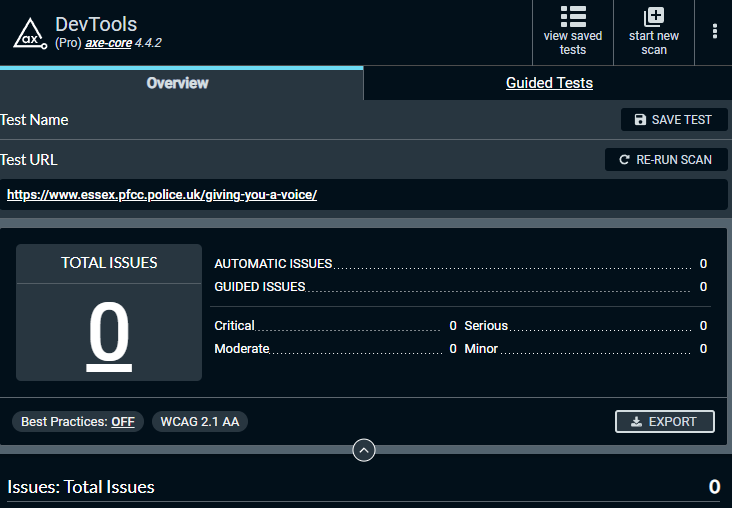 ax
DevTools
(Pro) axe-core 4.4.2
view saved
tests
start new
scan
Overview
Guided Tests
Test Name
SAVE TEST
Test URL
RE-RUN SCAN
https://www.essex.pfcc.police.uk/giving-you-a-voice/
TOTAL ISSUES
0
AUTOMATIC ISSUES 0
GUIDED ISSUES 0
Critical 0 Serious 0
Moderate 0 Minor 0
Best Practices: OFF
WCAG 2.1 AA
EXPORT
Issues: Total Issues 0